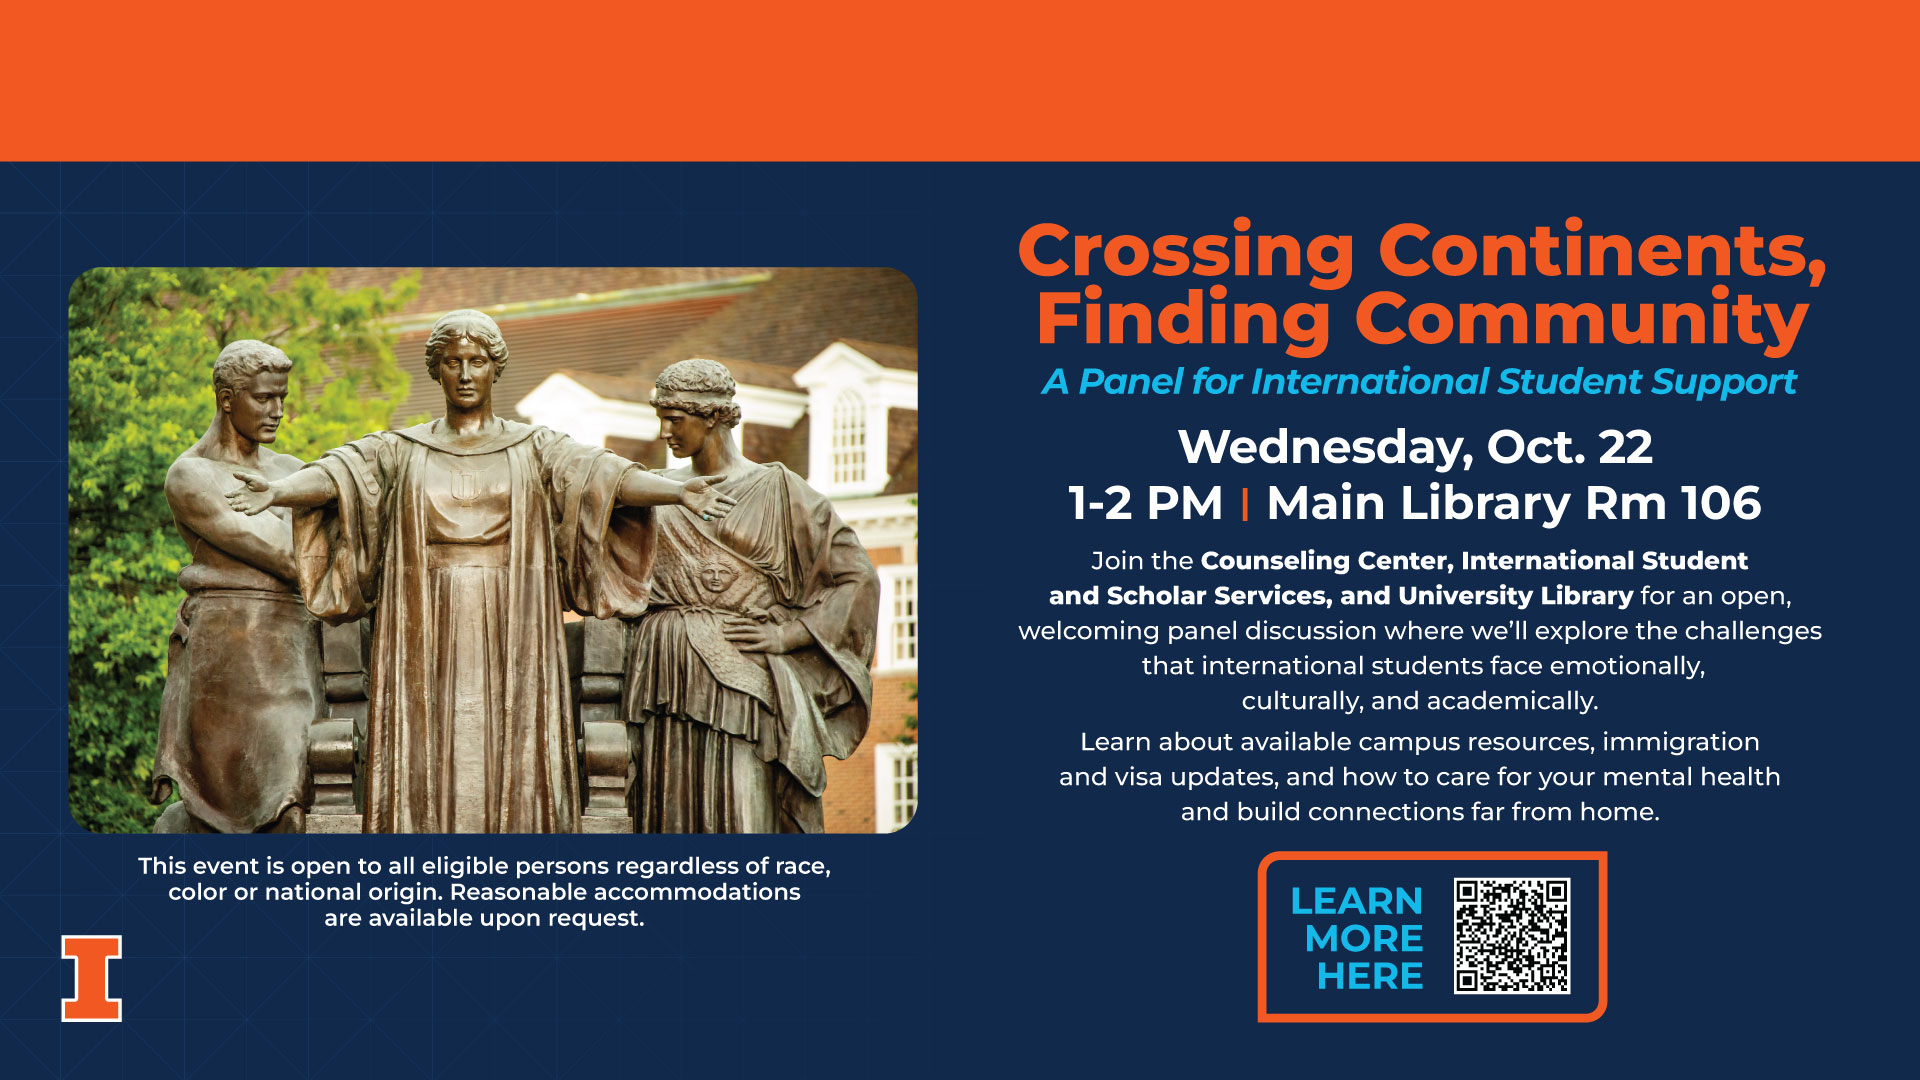 Crossing Continents,
Finding Community
A Panel for International Student Support
Wednesday, Oct. 22
1-2 PM | Main Library Rm 106
Join the Counseling Center, International Student
and Scholar Services, and University Library for an open,
welcoming panel discussion where we'll explore the challenges
that international students face emotionally,
culturally, and academically.
Learn about available campus resources, immigration
and visa updates, and how to care for your mental health
and build connections far from home.
LEARN
MORE
HERE
This event is open to all eligible persons regardless of race,
color or national origin. Reasonable accommodations
are available upon request.
I